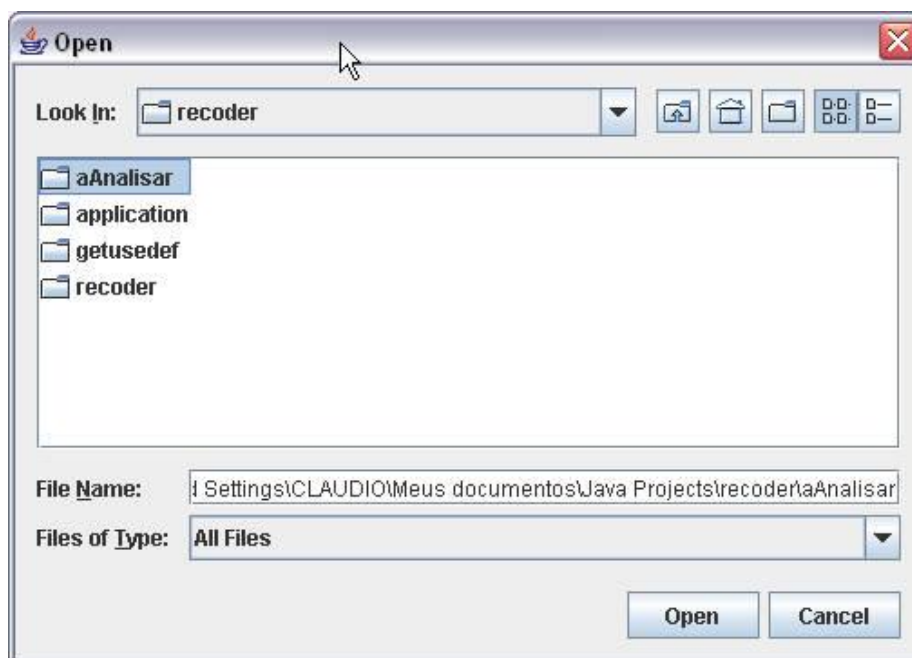 Open
Look In: recoder
aAnalisar
application
getusedef
recoder
File Name: d Settings\CLAUDIO\Meus documentos\Java Projects\recoder\aAnalisar
Files of Type: All Files
Open Cancel